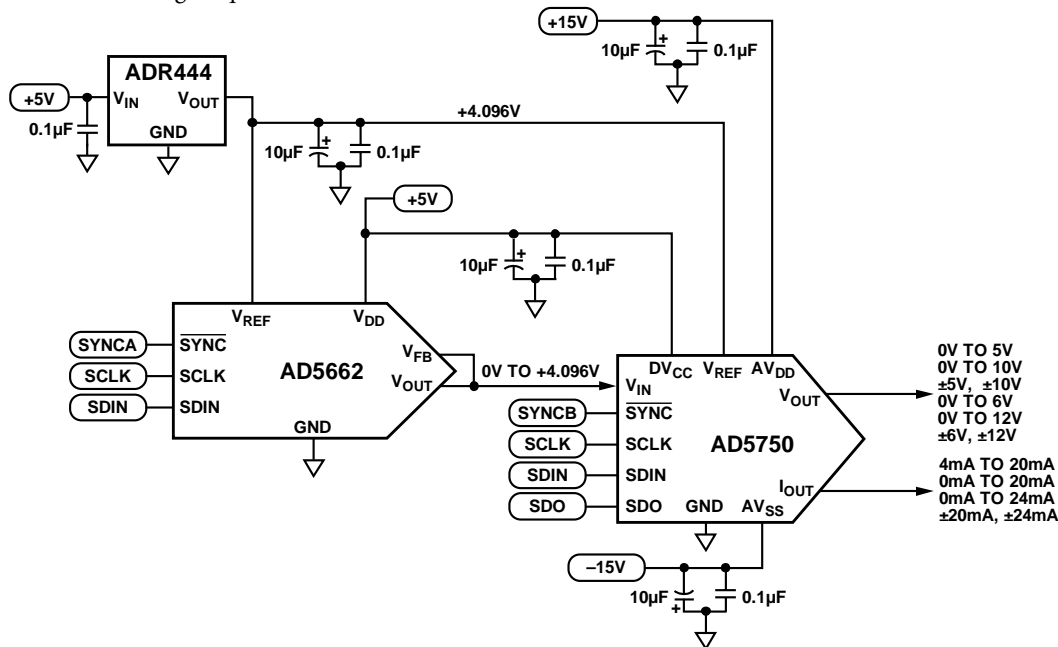 +15V
10µF
+
0.1µF
ADR444
+5V
VIN
VOUT
GND
0.1µF
+4.096V
10µF
+
0.1µF
+5V
10µF
+
0.1µF
VREF
VDD
SYNCA
SYNC
SCLK
SCLK
SDIN
SDIN
AD5662
VFB
VOUT
GND
0V TO +4.096V
DVCC
VREF
AVDD
VIN
SYNCB
SYNC
SCLK
SCLK
SDIN
SDIN
SDO
SDO
AD5750
VOUT
IOUT
GND
AVSS
0V TO 5V
0V TO 10V
±5V, ±10V
0V TO 6V
0V TO 12V
±6V, ±12V
4mA TO 20mA
0mA TO 20mA
0mA TO 24mA
±20mA, ±24mA
–15V
10µF
+
0.1µF